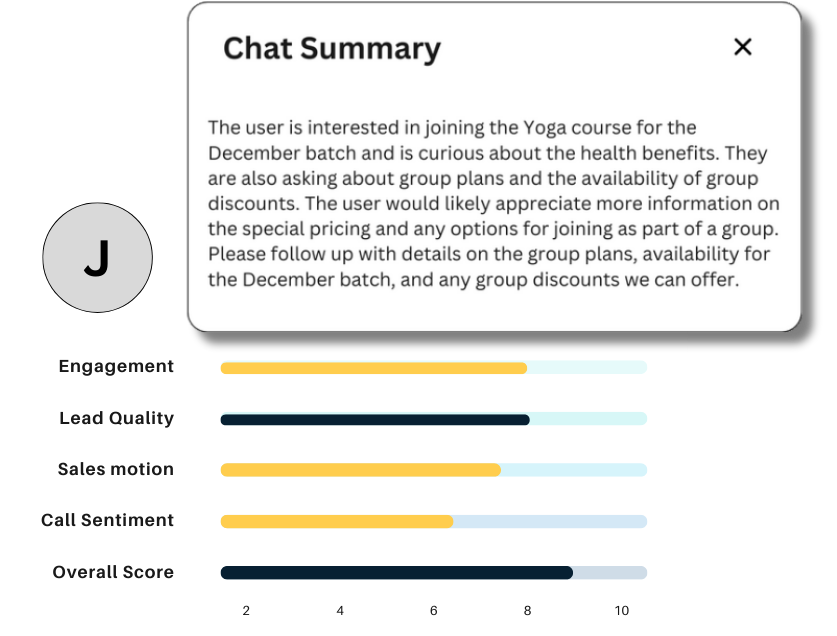 Chat Summary
The user is interested in joining the Yoga course for the
December batch and is curious about the health benefits. They
are also asking about group plans and the availability of group
discounts. The user would likely appreciate more information on
the special pricing and any options for joining as part of a group.
Please follow up with details on the group plans, availability for
the December batch, and any group discounts we can offer.
J
Engagement
Lead Quality
Sales motion
Call Sentiment
Overall Score
2 4 6 8 10